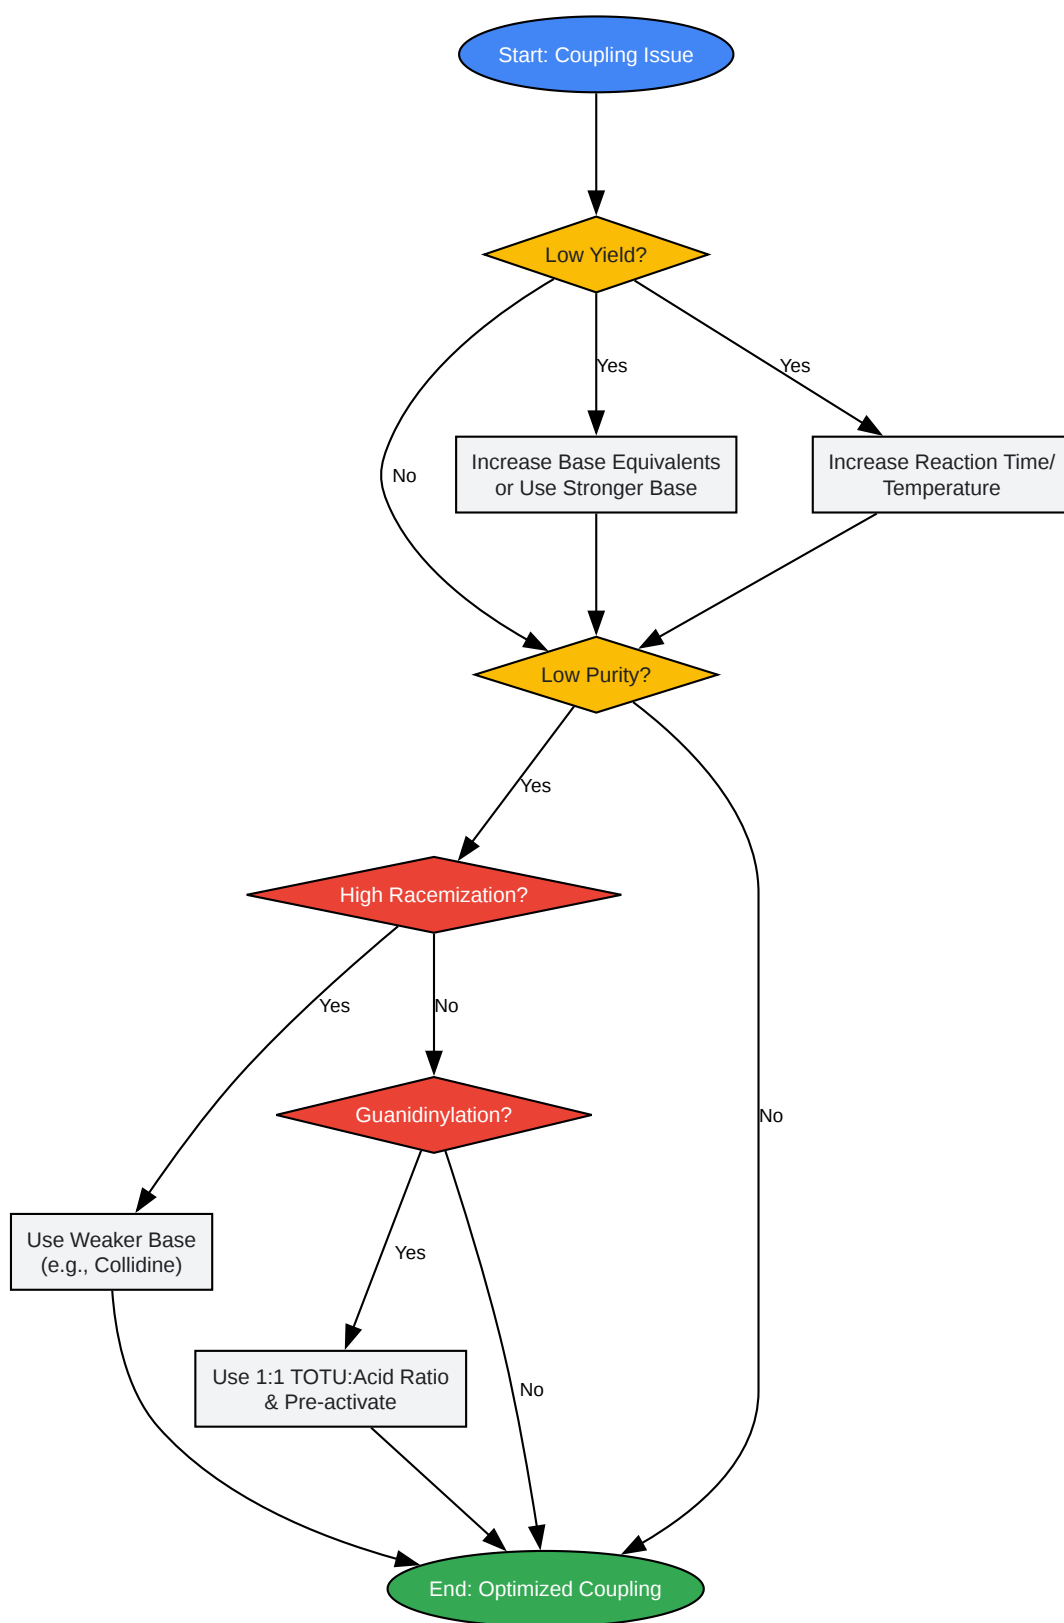 Start: Coupling Issue
Low Yield?
Yes
Yes
No
Increase Base Equivalents
or Use Stronger Base
Increase Reaction Time/
Temperature
Low Purity?
Yes
No
High Racemization?
Yes
No
Guanidinylation?
Use Weaker Base
(e.g., Collidine)
Yes
No
Use 1:1 TOTU:Acid Ratio
& Pre-activate
End: Optimized Coupling